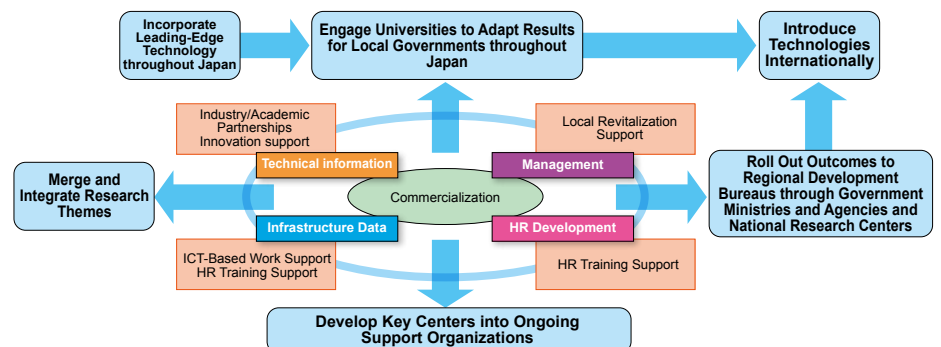 Incorporate
Leading-Edge
Technology
throughout Japan
Engage Universities to Adapt Results
for Local Governments throughout
Japan
Introduce
Technologies
Internationally
Industry/Academic
Partnerships
Innovation support
Local Revitalization
Support
Technical information
Management
Merge and
Integrate Research
Themes
Commercialization
Roll Out Outcomes to
Regional Development
Bureaus through Government
Ministries and Agencies and
National Research Centers
Infrastructure Data
HR Development
ICT-Based Work Support
HR Training Support
HR Training Support
Develop Key Centers into Ongoing
Support Organizations